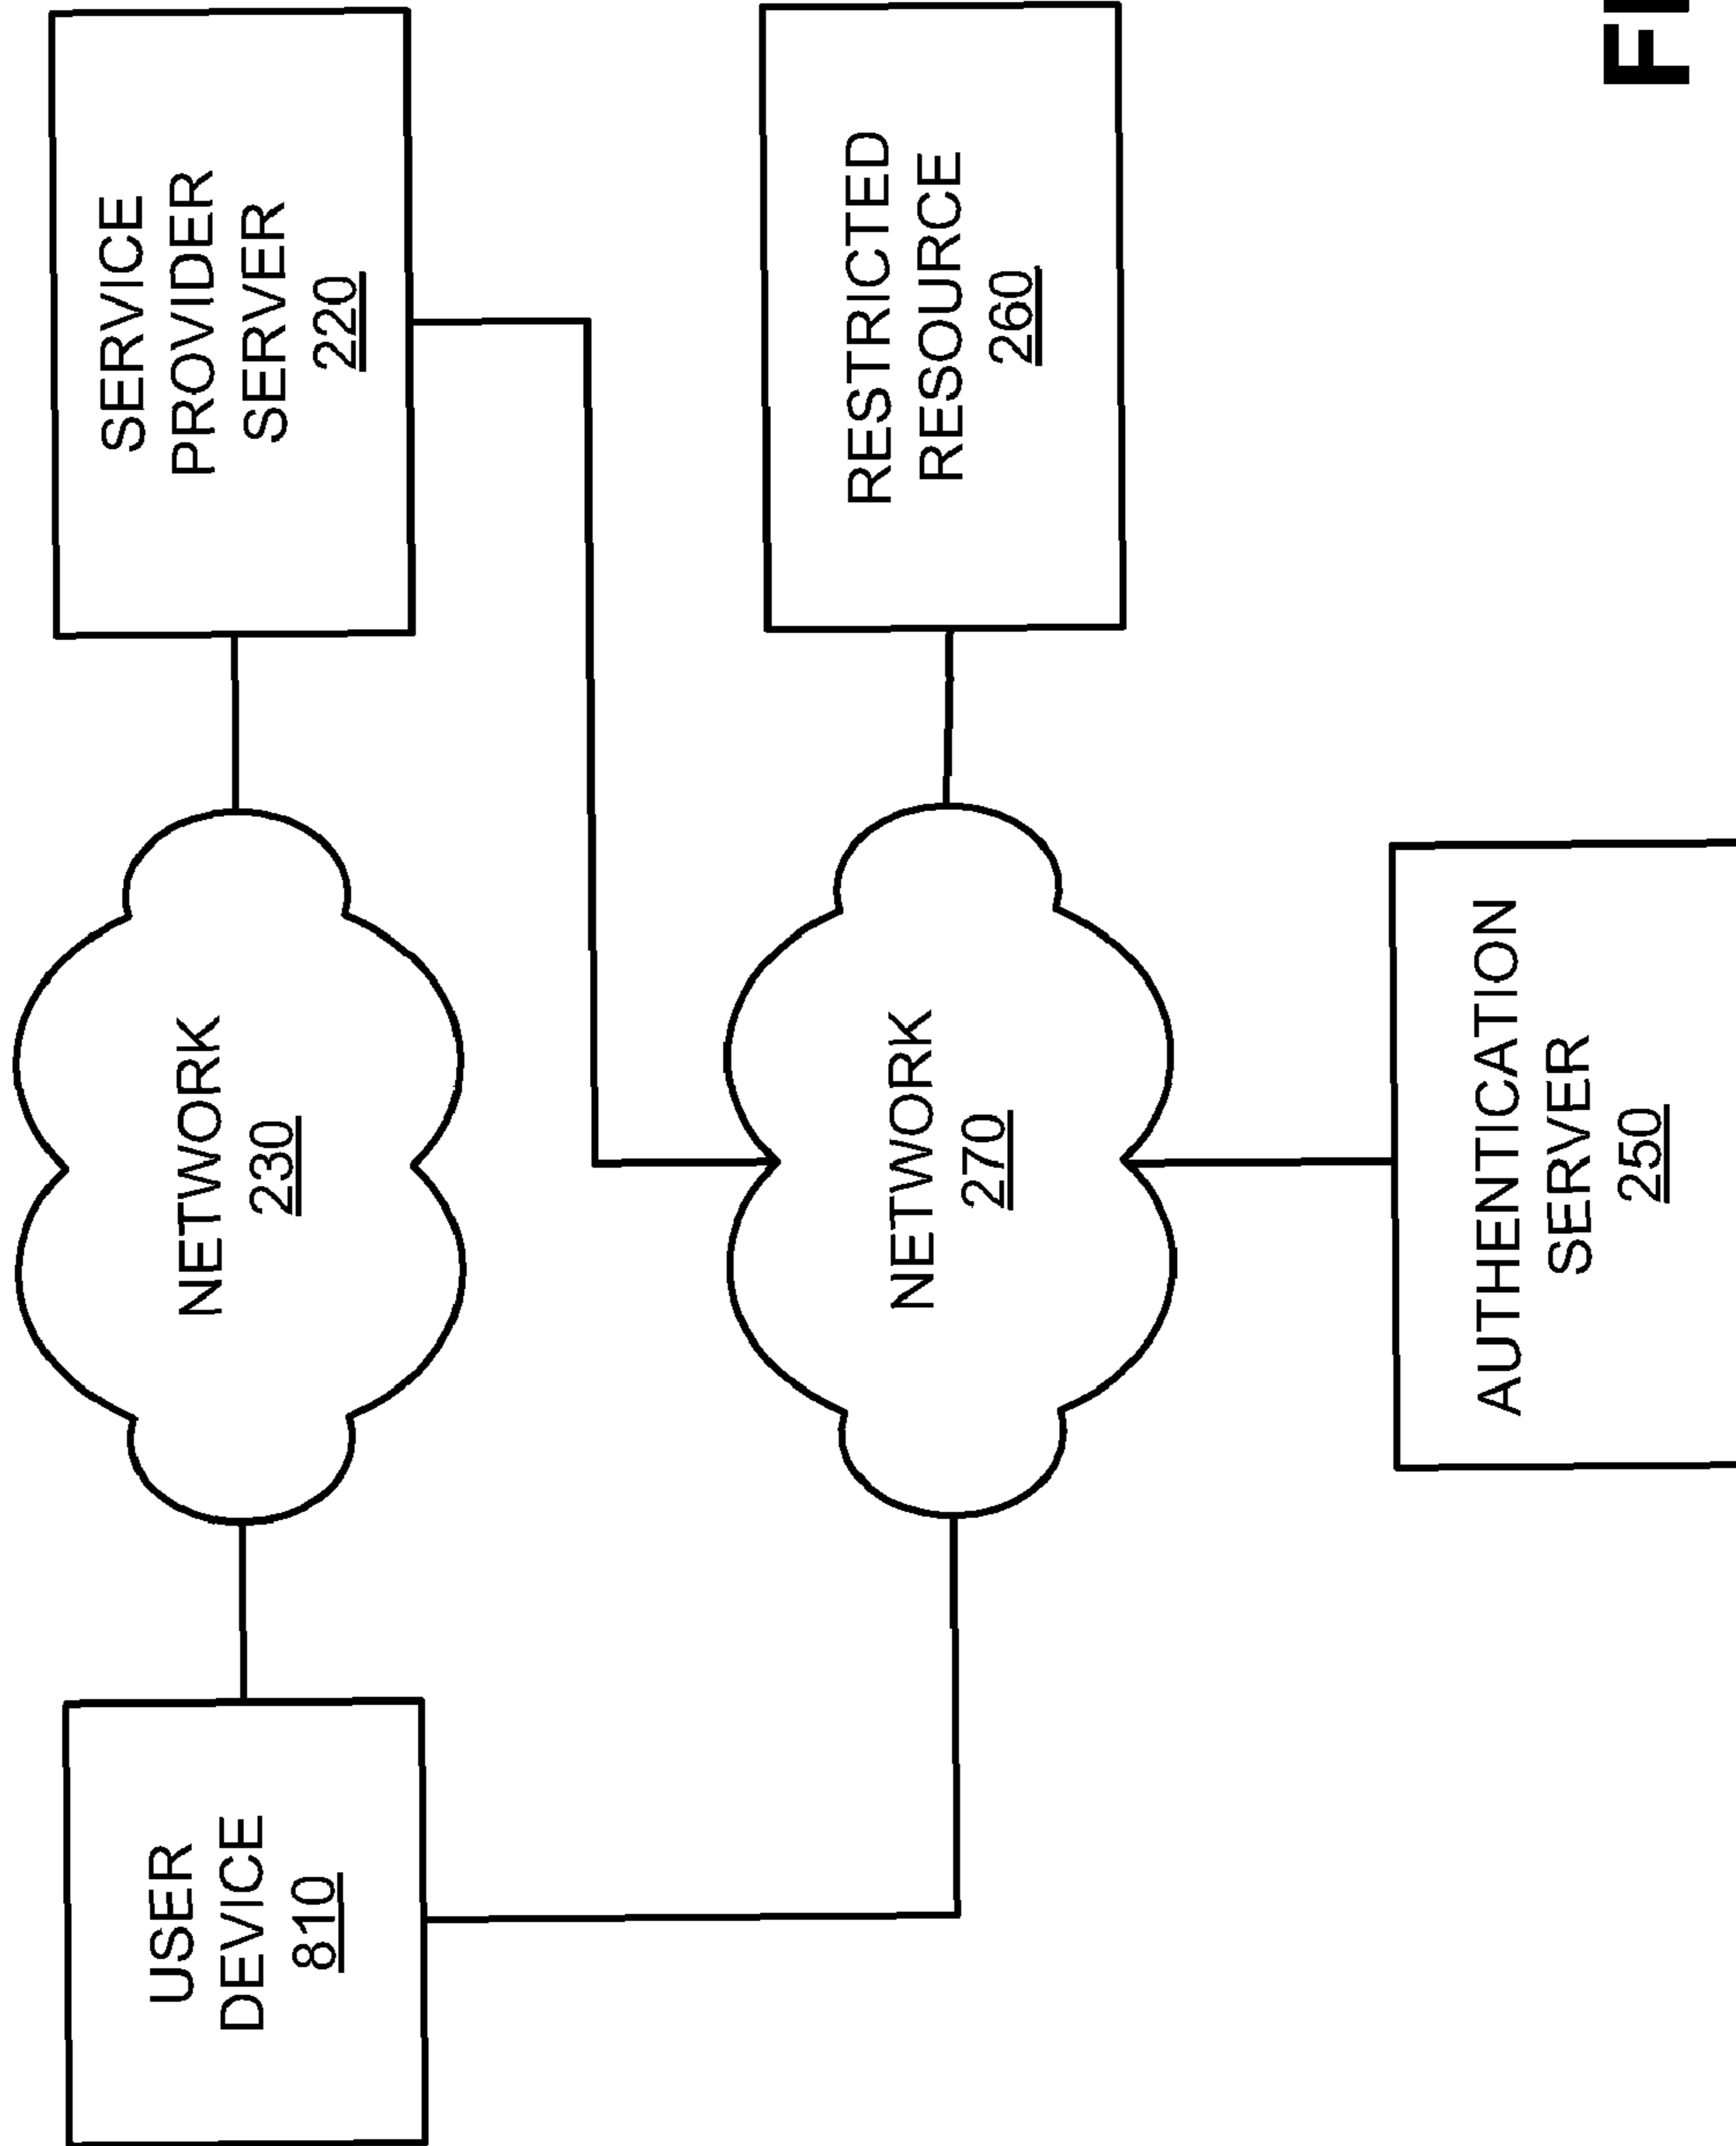 USER
DEVICE
810
NETWORK
230
SERVICE
PROVIDER
SERVER
220
NETWORK
270
RESTRICTED
RESOURCE
260
AUTHENTICATION
SERVER
250